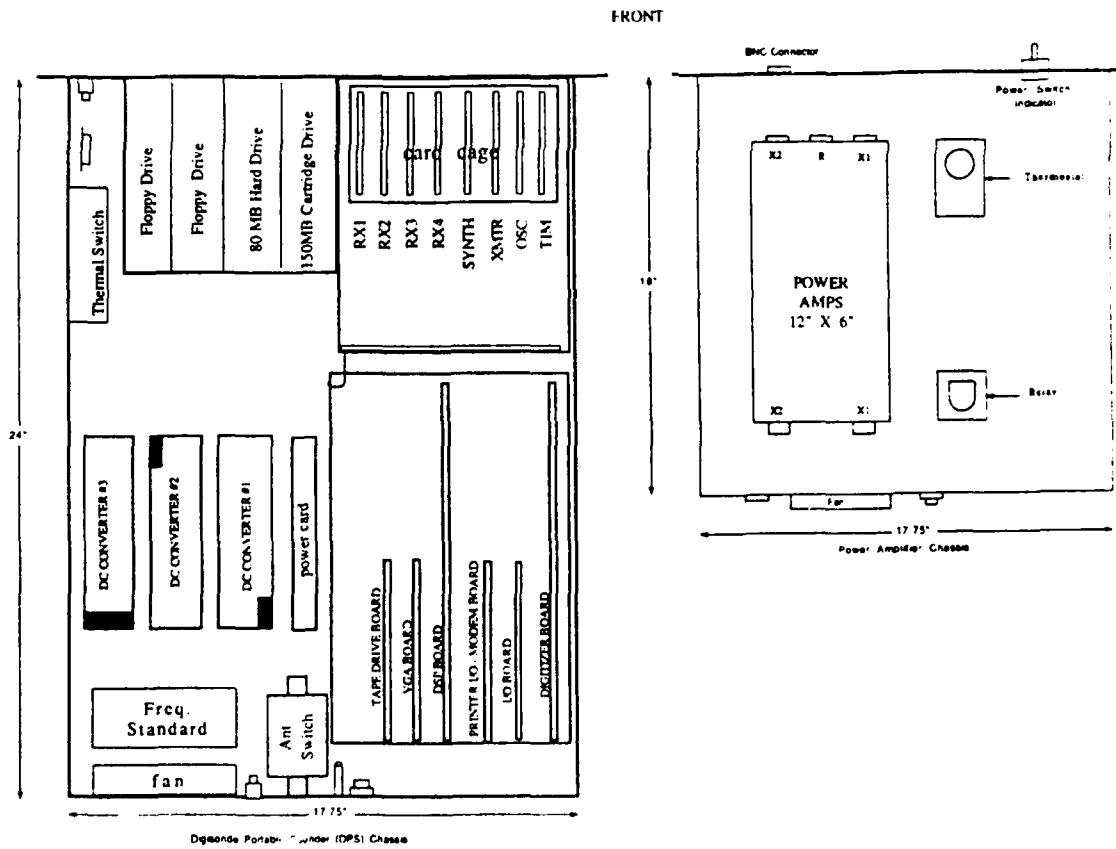 FRONT
BNC Connector
Power Switch
Indicator
Floppy Drive
Floppy Drive
80 MB Hard Drive
150MB Cartridge Drive
card cage
RX1
RX2
RX3
RX4
SYNTH
XMTR
OSC
TIM
Thermal Switch
X2
R
X1
Thermostat
POWER
AMPS
12" X 6"
18"
X2
X1
Relay
Fan
17.75"
Power Amplifier Chassis
24"
DC CONVERTER #3
DC CONVERTER #2
DC CONVERTER #1
power card
TAPE DRIVE BOARD
VGA BOARD
DSP BOARD
PRINTER I/O - MODEM BOARD
I/O BOARD
DIGITIZER BOARD
Freq.
Standard
Ant
Switch
fan
17.75"
Digisonde Portable Sounder (DPS) Chassis